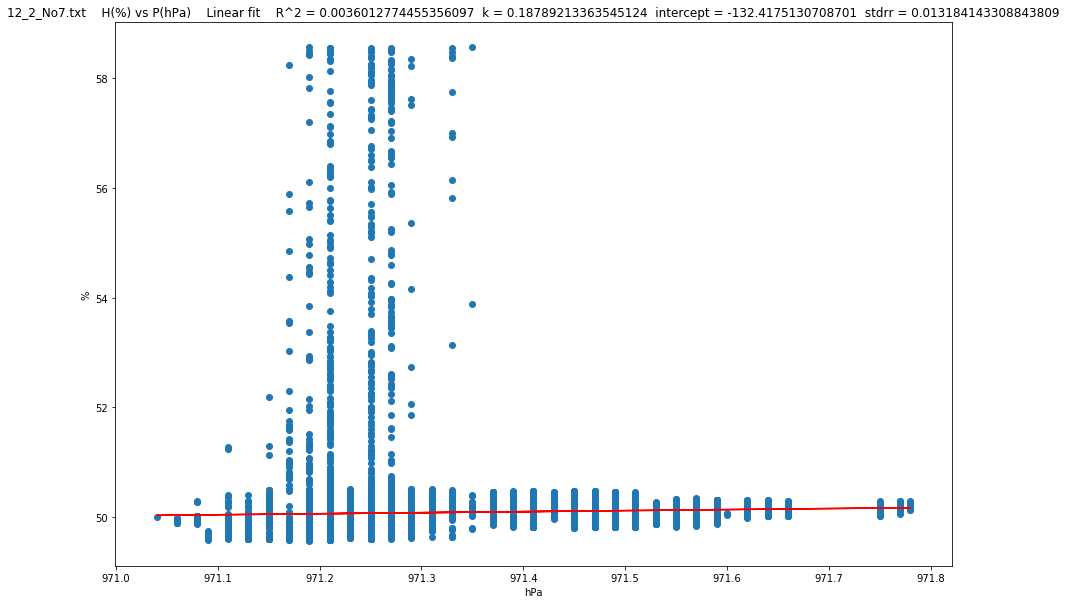 12_2_No7.txt    H(%) vs P(hPa)    Linear fit    R^2 = 0.0036012774455356097  k = 0.18789213363545124  intercept = -132.4175130708701  stdrr = 0.013184143308843809
58
56
%
54
52
50
971.0 971.1 971.2 971.3 971.4 971.5 971.6 971.7 971.8
hPa